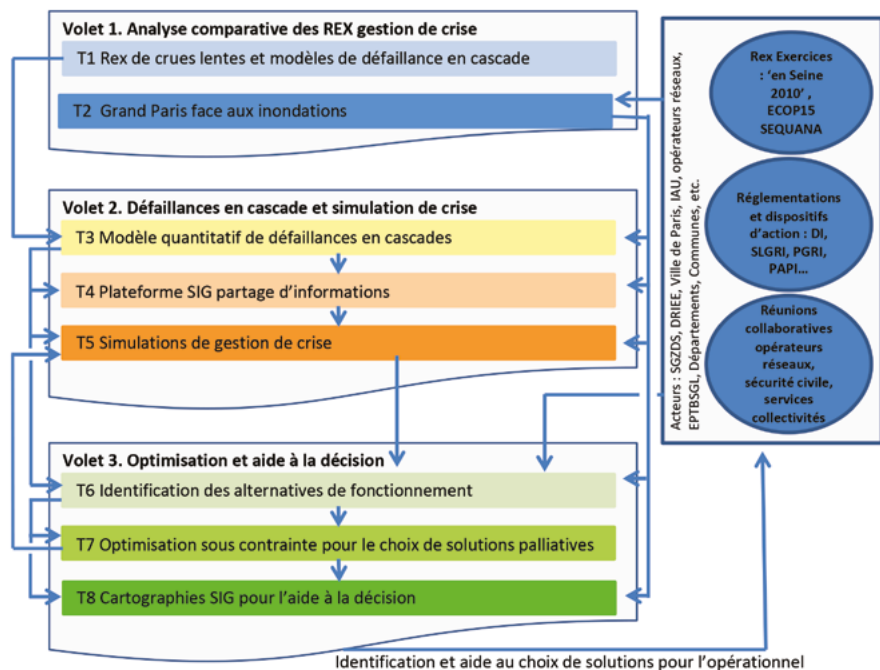 Volet 1. Analyse comparative des REX gestion de crise
T1 Rex de crues lentes et modèles de défaillance en cascade
T2 Grand Paris face aux inondations
Volet 2. Défaillances en cascade et simulation de crise
T3 Modèle quantitatif de défaillances en cascades
T4 Plateforme SIG partage d'informations
T5 Simulations de gestion de crise
Volet 3. Optimisation et aide à la décision
T6 Identification des alternatives de fonctionnement
T7 Optimisation sous contrainte pour le choix de solutions palliatives
T8 Cartographies SIG pour l'aide à la décision
Acteurs : SGZDS, DRIEE, Ville de Paris, IAU, opérateurs réseaux,
EPTBSGL, Départements, Communes, etc.
Rex Exercices
: 'en Seine
2010' ,
ECOP15
SEQUANA
Réglementations
et dispositifs
d'action : DI,
SLGRI, PGRI,
PAPI...
Réunions
collaboratives
opérateurs
réseaux,
sécurité civile,
services
collectivités
Identification et aide au choix de solutions pour l'opérationnel